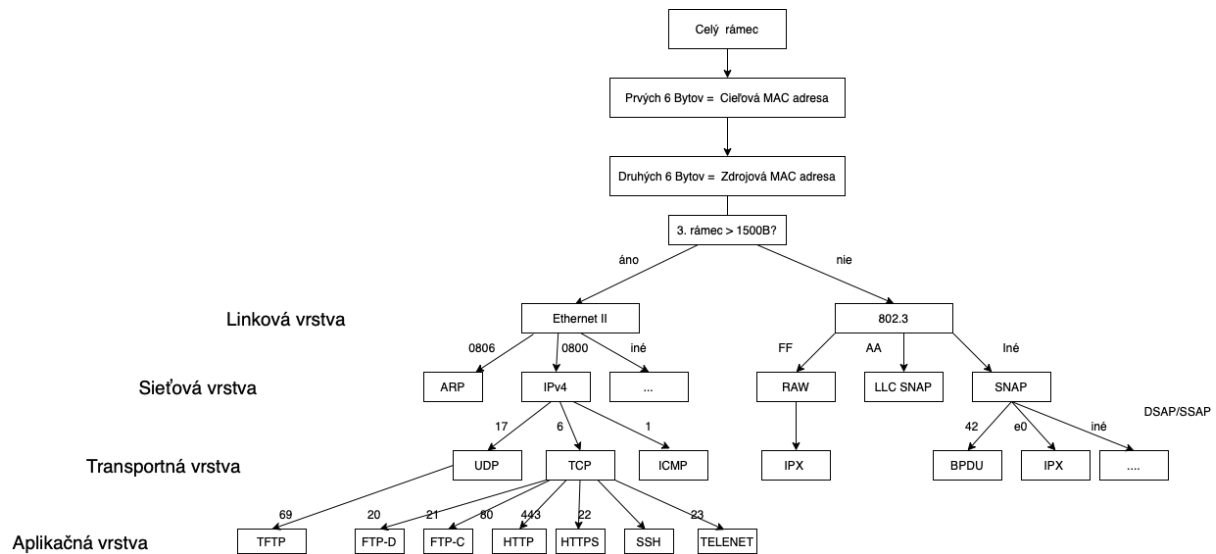 Celý rámec
Prvých 6 Bytov = Cieľová MAC adresa
Druhých 6 Bytov = Zdrojová MAC adresa
3. rámec > 1500B?
áno
nie
Linková vrstva
Ethernet II
802.3
0806
0800
iné
FF
AA
Iné
Sieťová vrstva
ARP
IPv4
...
RAW
LLC SNAP
SNAP
DSAP/SSAP
17
6
1
42
e0
iné
Transportná vrstva
UDP
TCP
ICMP
IPX
BPDU
IPX
....
69
20
21
80
443
22
23
Aplikačná vrstva
TFTP
FTP-D
FTP-C
HTTP
HTTPS
SSH
TELENET